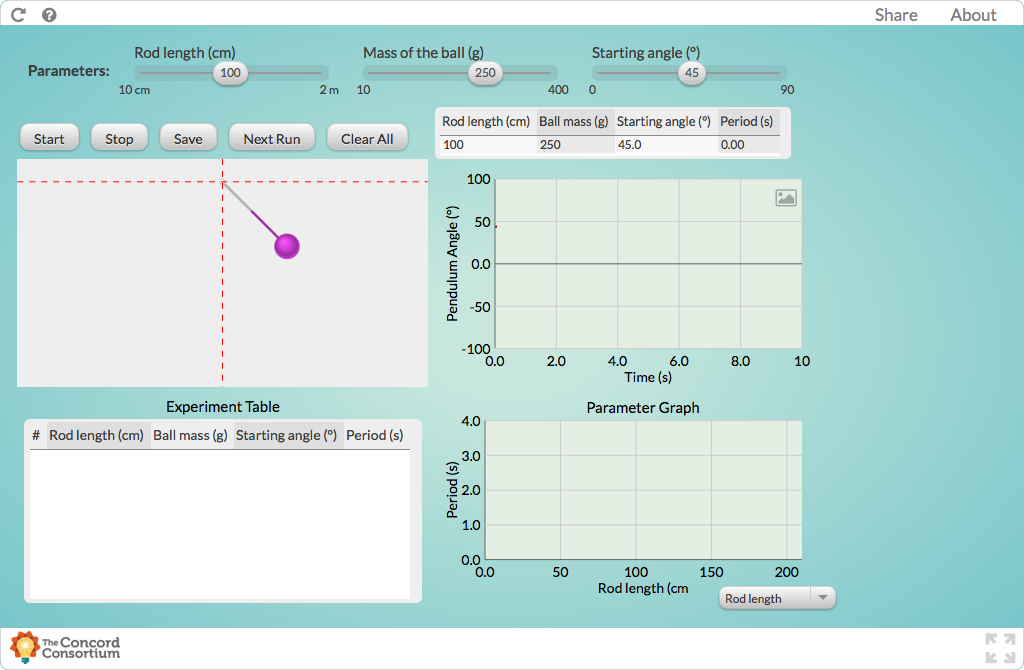 Share About
Parameters:
Rod length (cm)
100
10 cm 2 m
Mass of the ball (g)
250
10 400
Starting angle (°)
45
0 90
Start Stop Save Next Run Clear All
Rod length (cm) Ball mass (g) Starting angle (°) Period (s)
100 250 45.0 0.00
Pendulum Angle (°)
100
50
0.0
-50
-100
0.0 2.0 4.0 6.0 8.0 10
Time (s)
Experiment Table
# Rod length (cm) Ball mass (g) Starting angle (°) Period (s)
Parameter Graph
Period (s)
4.0
3.0
2.0
1.0
0.0
0.0 50 100 150 200
Rod length (cm
Rod length
The Concord
Consortium